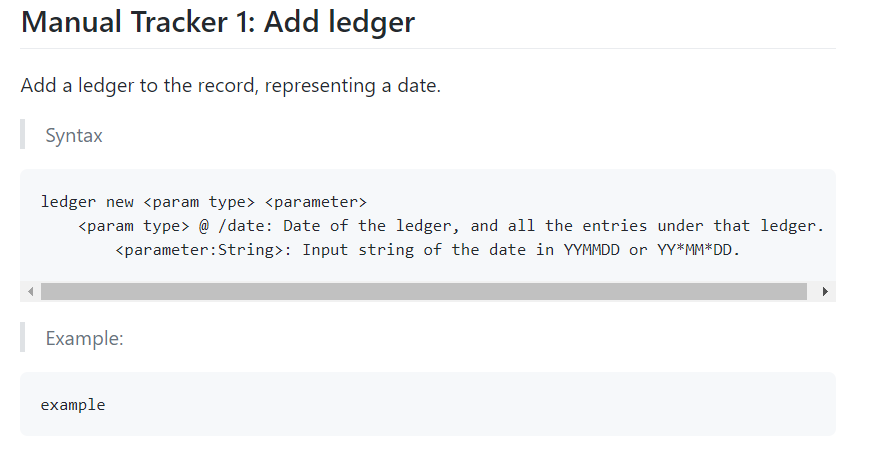 Manual Tracker 1: Add ledger
Add a ledger to the record, representing a date.
Syntax
ledger new <param type> <parameter>
<param type> @ /date: Date of the ledger, and all the entries under that ledger.
<parameter:String>: Input string of the date in YYMMDD or YY*MM*DD.
Example:
example